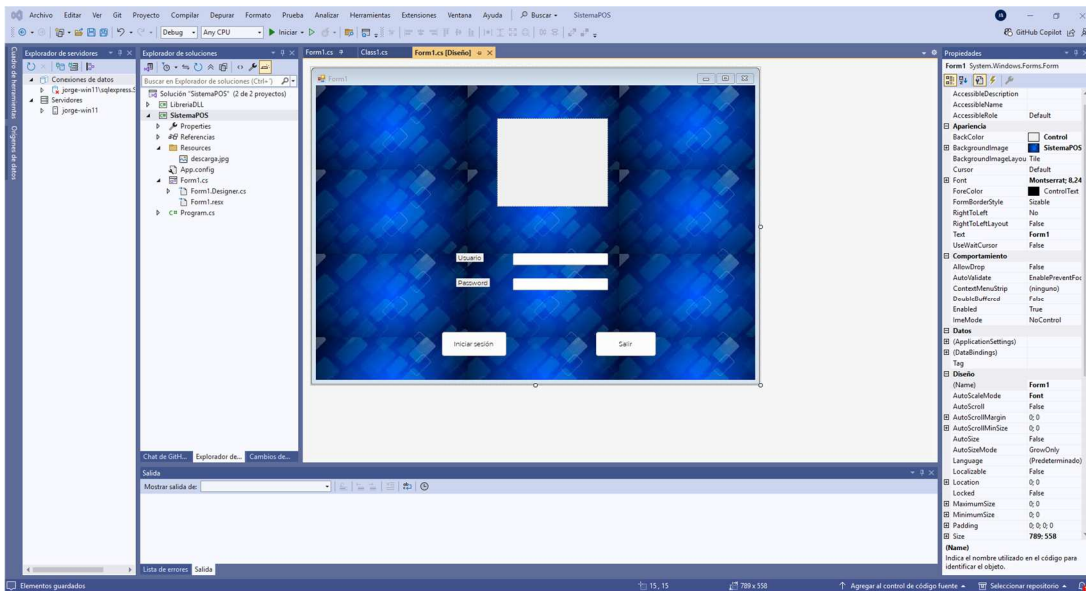 Archivo Editar Ver Git Proyecto Compilar Depurar Formato Prueba Analizar Herramientas Extensiones Ventana Ayuda Buscar SistemaPOS
Debug Any CPU Iniciar GitHub Copilot
Cuadro de herramientas
Orígenes de datos
Explorador de servidores
Conexiones de datos
jorge-win11\sqlexpress.S
Servidores
jorge-win11
Explorador de soluciones
Buscar en Explorador de soluciones (Ctrl+')
Solución "SistemaPOS" (2 de 2 proyectos)
LibreriaDLL
SistemaPOS
Properties
Referencias
Resources
descarga.jpg
App.config
Form1.cs
Form1.Designer.cs
Form1.resx
C# Program.cs
Chat de GitH... Explorador de... Cambios de...
Form1.cs Class1.cs Form1.cs [Diseño]
Form1
Usuario
Password
Iniciar sesión Salir
Salida
Mostrar salida de:
Lista de errores Salida
Propiedades
Form1 System.Windows.Forms.Form
AccessibleDescription
AccessibleName
AccessibleRole Default
Apariencia
BackColor Control
BackgroundImage SistemaPOS
BackgroundImageLayou Tile
Cursor Default
Font Montserrat; 8,24
ForeColor ControlText
FormBorderStyle Sizable
RightToLeft No
RightToLeftLayout False
Text Form1
UseWaitCursor False
Comportamiento
AllowDrop False
AutoValidate EnablePreventFoc
ContextMenuStrip (ninguno)
DoubleBuffered False
Enabled True
ImeMode NoControl
Datos
(ApplicationSettings)
(DataBindings)
Tag
Diseño
(Name) Form1
AutoScaleMode Font
AutoScroll False
AutoScrollMargin 0; 0
AutoScrollMinSize 0; 0
AutoSize False
AutoSizeMode GrowOnly
Language (Predeterminado)
Localizable False
Location 0; 0
Locked False
MaximumSize 0; 0
MinimumSize 0; 0
Padding 0; 0; 0; 0
Size 789; 558
(Name)
Indica el nombre utilizado en el código para
identificar el objeto.
Elementos guardados 15 , 15 789 x 558 Agregar al control de código fuente Seleccionar repositorio